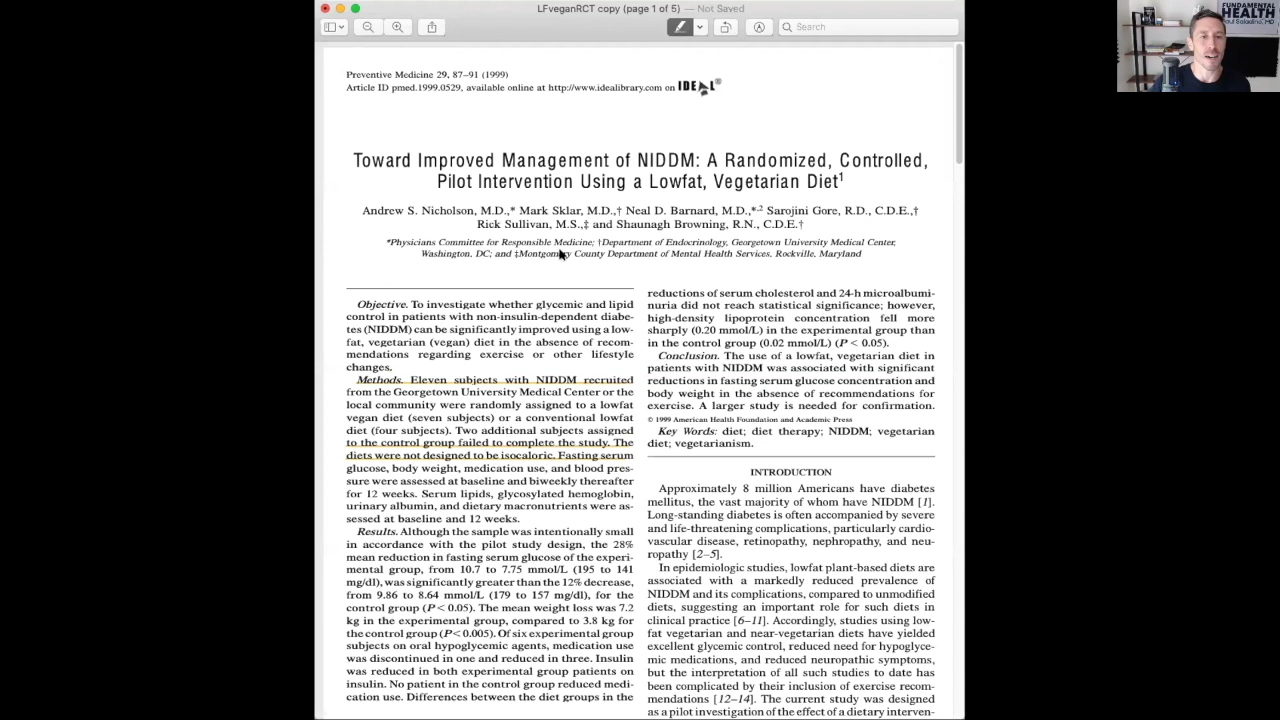 LFveganRCT copy (page 1 of 5) — Not Saved
Search
FUNDAMENTAL
HEALTH
Paul Saladino, MD
Preventive Medicine 29, 87–91 (1999)
Article ID pmed.1999.0529, available online at http://www.idealibrary.com on IDEAL®
Toward Improved Management of NIDDM: A Randomized, Controlled,
Pilot Intervention Using a Lowfat, Vegetarian Diet¹
Andrew S. Nicholson, M.D.,* Mark Sklar, M.D.,† Neal D. Barnard, M.D.,*,² Sarojini Gore, R.D., C.D.E.,†
Rick Sullivan, M.S.,‡ and Shaunagh Browning, R.N., C.D.E.†
*Physicians Committee for Responsible Medicine; †Department of Endocrinology, Georgetown University Medical Center,
Washington, DC; and ‡Montgomery County Department of Mental Health Services, Rockville, Maryland
Objective. To investigate whether glycemic and lipid
control in patients with non-insulin-dependent diabe-
tes (NIDDM) can be significantly improved using a low-
fat, vegetarian (vegan) diet in the absence of recom-
mendations regarding exercise or other lifestyle
changes.
Methods. Eleven subjects with NIDDM recruited
from the Georgetown University Medical Center or the
local community were randomly assigned to a lowfat
vegan diet (seven subjects) or a conventional lowfat
diet (four subjects). Two additional subjects assigned
to the control group failed to complete the study. The
diets were not designed to be isocaloric. Fasting serum
glucose, body weight, medication use, and blood pres-
sure were assessed at baseline and biweekly thereafter
for 12 weeks. Serum lipids, glycosylated hemoglobin,
urinary albumin, and dietary macronutrients were as-
sessed at baseline and 12 weeks.
Results. Although the sample was intentionally small
in accordance with the pilot study design, the 28%
mean reduction in fasting serum glucose of the experi-
mental group, from 10.7 to 7.75 mmol/L (195 to 141
mg/dl), was significantly greater than the 12% decrease,
from 9.86 to 8.64 mmol/L (179 to 157 mg/dl), for the
control group (P < 0.05). The mean weight loss was 7.2
kg in the experimental group, compared to 3.8 kg for
the control group (P < 0.005). Of six experimental group
subjects on oral hypoglycemic agents, medication use
was discontinued in one and reduced in three. Insulin
was reduced in both experimental group patients on
insulin. No patient in the control group reduced medi-
cation use. Differences between the diet groups in the
reductions of serum cholesterol and 24-h microalbumi-
nuria did not reach statistical significance; however,
high-density lipoprotein concentration fell more
sharply (0.20 mmol/L) in the experimental group than
in the control group (0.02 mmol/L) (P < 0.05).
Conclusion. The use of a lowfat, vegetarian diet in
patients with NIDDM was associated with significant
reductions in fasting serum glucose concentration and
body weight in the absence of recommendations for
exercise. A larger study is needed for confirmation.
© 1999 American Health Foundation and Academic Press
Key Words: diet; diet therapy; NIDDM; vegetarian
diet; vegetarianism.
INTRODUCTION
Approximately 8 million Americans have diabetes
mellitus, the vast majority of whom have NIDDM [1].
Long-standing diabetes is often accompanied by severe
and life-threatening complications, particularly cardio-
vascular disease, retinopathy, nephropathy, and neu-
ropathy [2–5].
In epidemiologic studies, lowfat plant-based diets are
associated with a markedly reduced prevalence of
NIDDM and its complications, compared to unmodified
diets, suggesting an important role for such diets in
clinical practice [6–11]. Accordingly, studies using low-
fat vegetarian and near-vegetarian diets have yielded
excellent glycemic control, reduced need for hypoglyce-
mic medications, and reduced neuropathic symptoms,
but the interpretation of all such studies to date has
been complicated by their inclusion of exercise recom-
mendations [12–14]. The current study was designed
as a pilot investigation of the effect of a dietary interven-